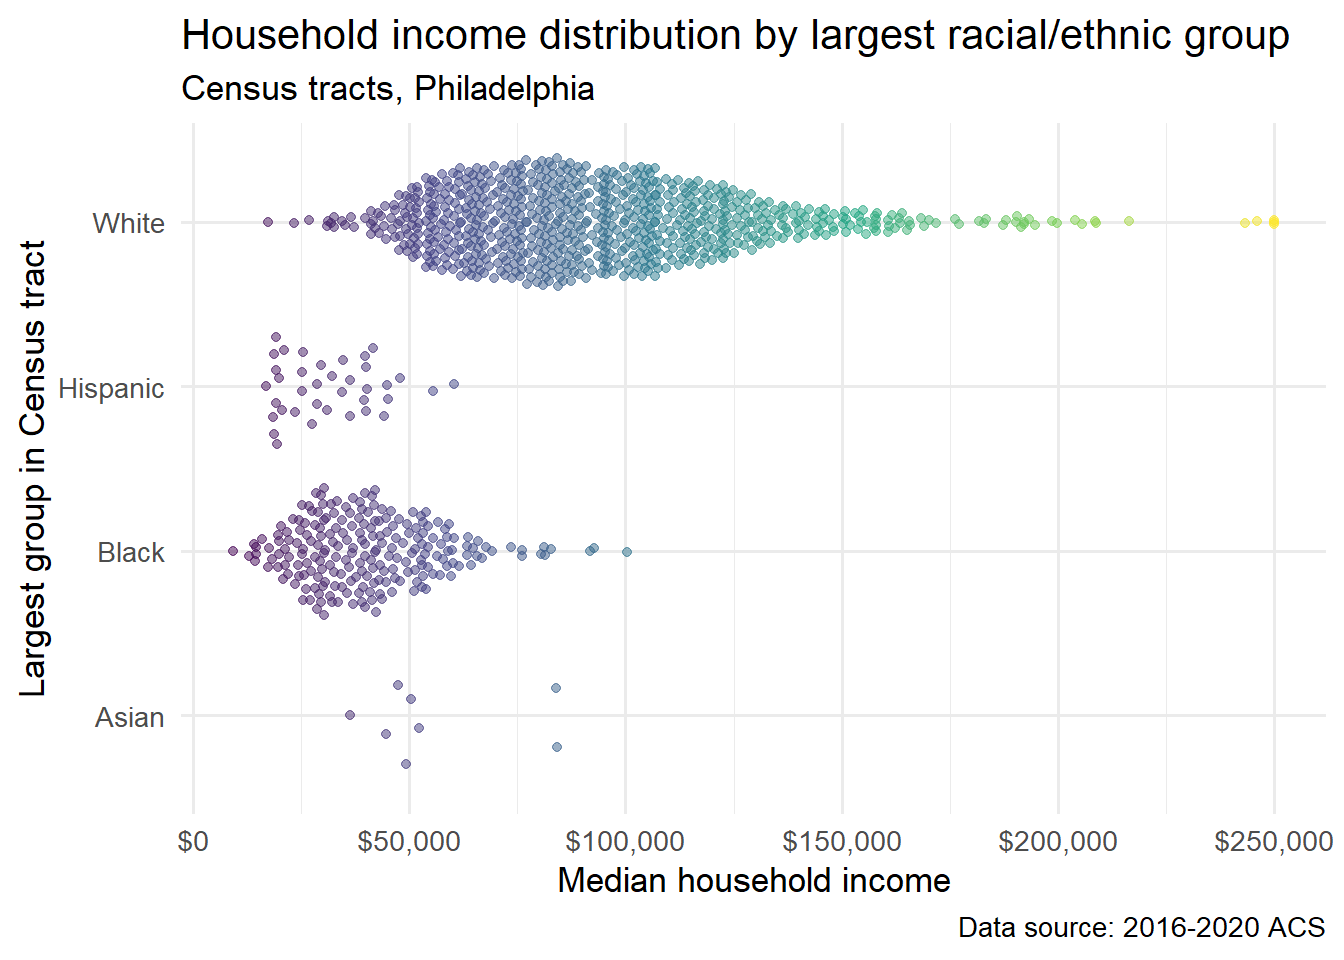 Household income distribution by largest racial/ethnic group
Census tracts, Philadelphia
Largest group in Census tract
White
Hispanic
Black
Asian
$0 $50,000 $100,000 $150,000 $200,000 $250,000
Median household income
Data source: 2016-2020 ACS